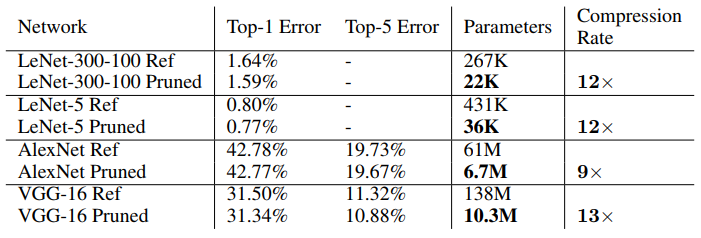 Network Top-1 Error Top-5 Error Parameters Compression Rate
LeNet-300-100 Ref 1.64% - 267K
LeNet-300-100 Pruned 1.59% - 22K 12×
LeNet-5 Ref 0.80% - 431K
LeNet-5 Pruned 0.77% - 36K 12×
AlexNet Ref 42.78% 19.73% 61M
AlexNet Pruned 42.77% 19.67% 6.7M 9×
VGG-16 Ref 31.50% 11.32% 138M
VGG-16 Pruned 31.34% 10.88% 10.3M 13×